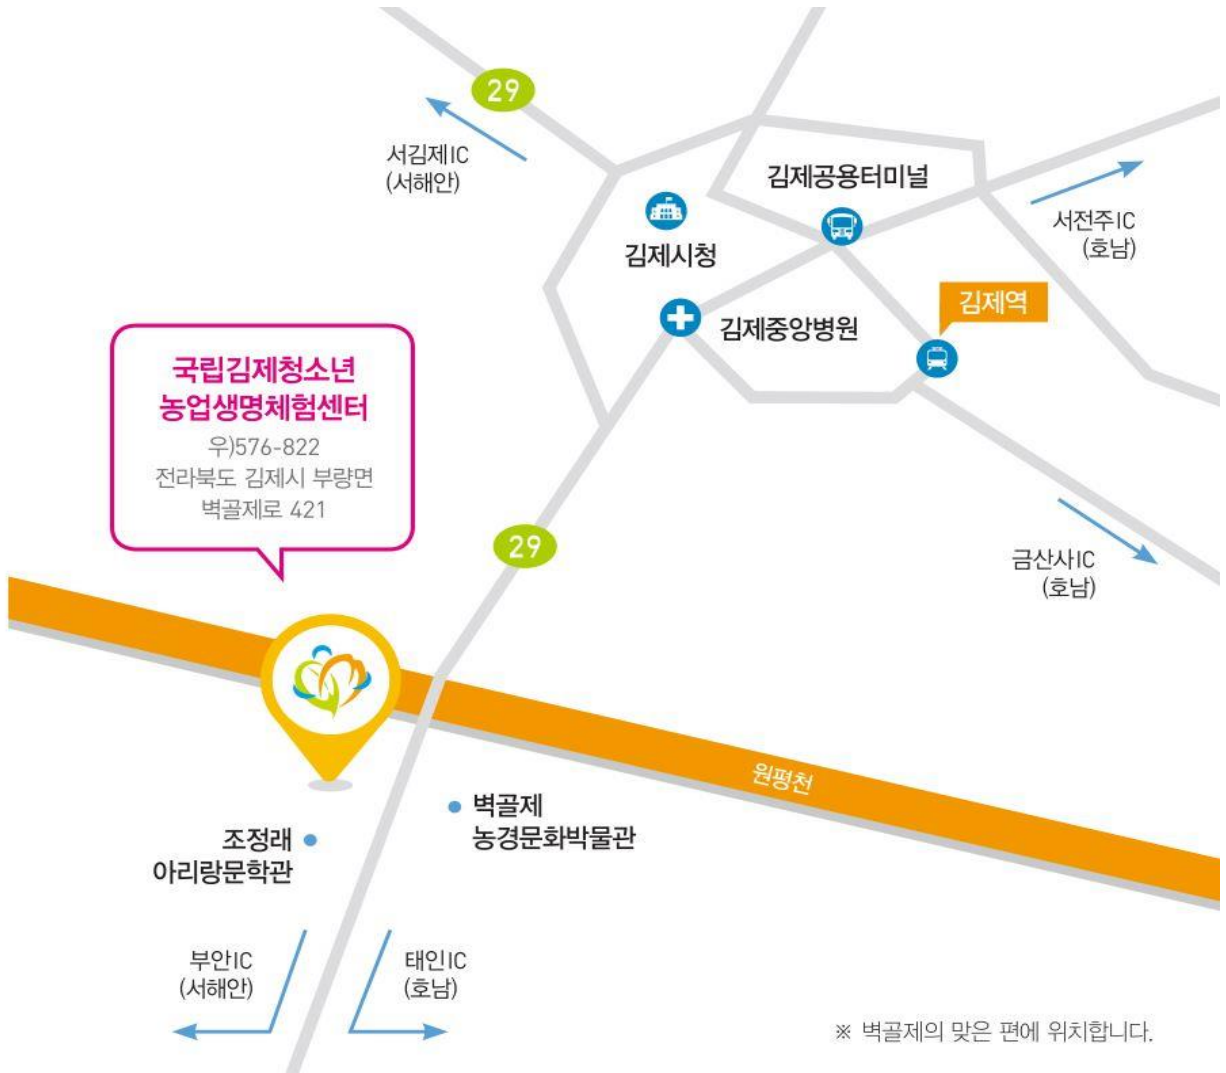 29
서김제IC
(서해안)
김제공용터미널
서전주IC
(호남)
김제시청
김제역
김제중앙병원
국립김제청소년
농업생명체험센터
우)576-822
전라북도 김제시 부량면
벽골제로 421
29
금산사IC
(호남)
원평천
벽골제
농경문화박물관
조정래
아리랑문학관
부안IC
(서해안)
태인IC
(호남)
※ 벽골제의 맞은 편에 위치합니다.